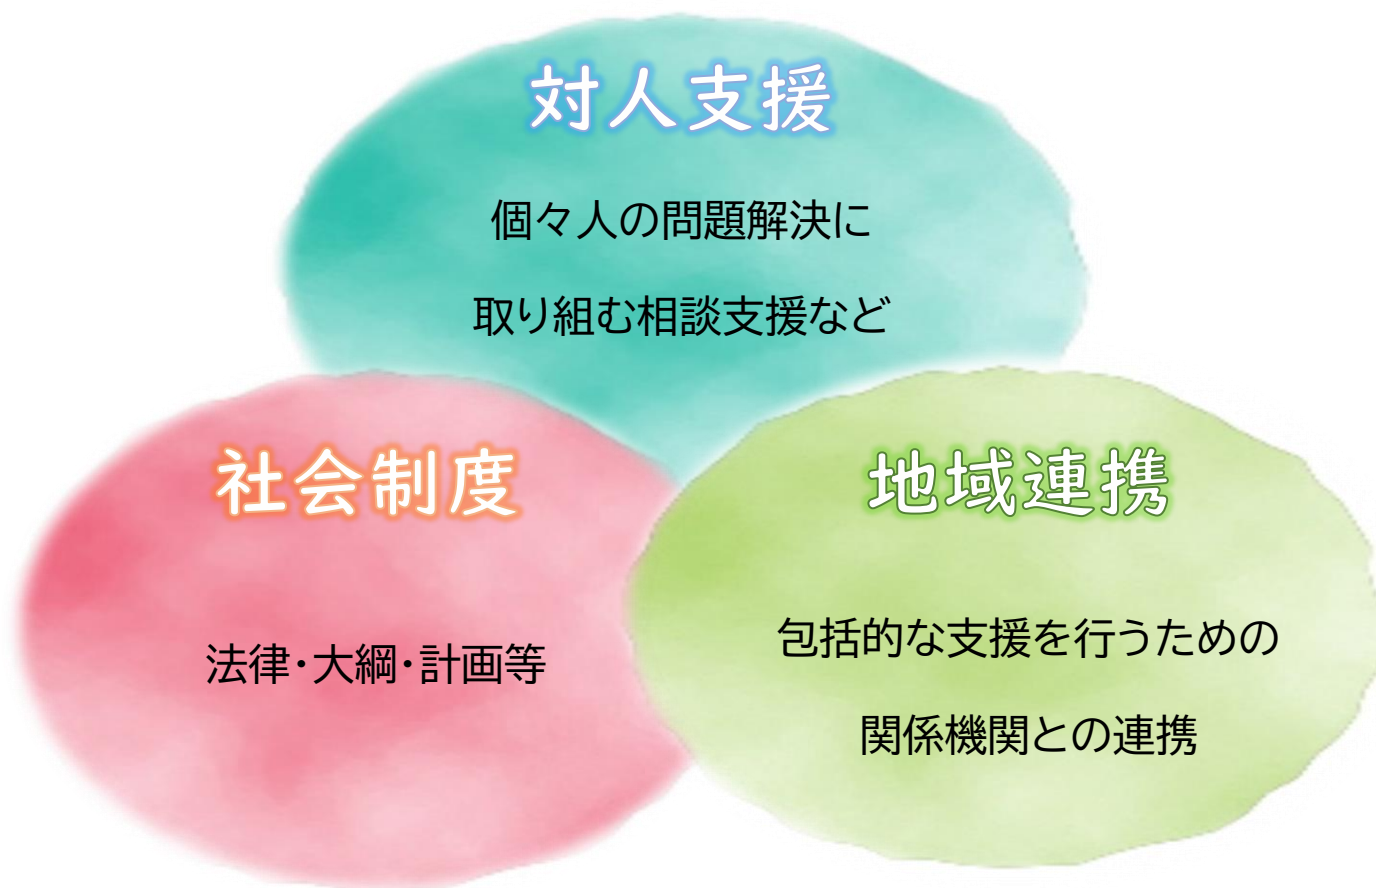 対人支援
個々人の問題解決に
取り組む相談支援など
社会制度
法律・大綱・計画等
地域連携
包括的な支援を行うための
関係機関との連携